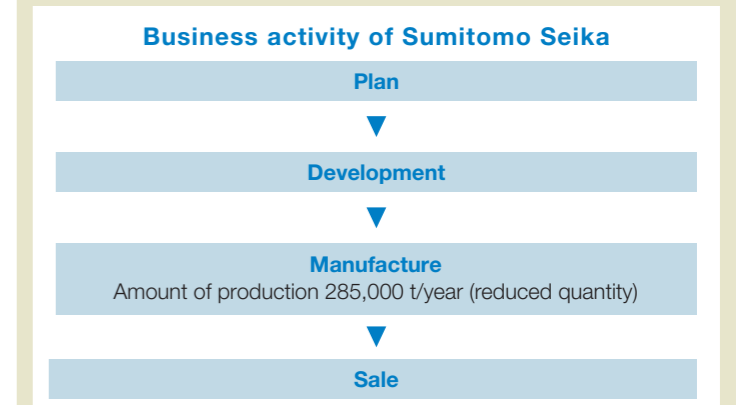 Business activity of Sumitomo Seika
Plan
Development
Manufacture
Amount of production 285,000 t/year (reduced quantity)
Sale